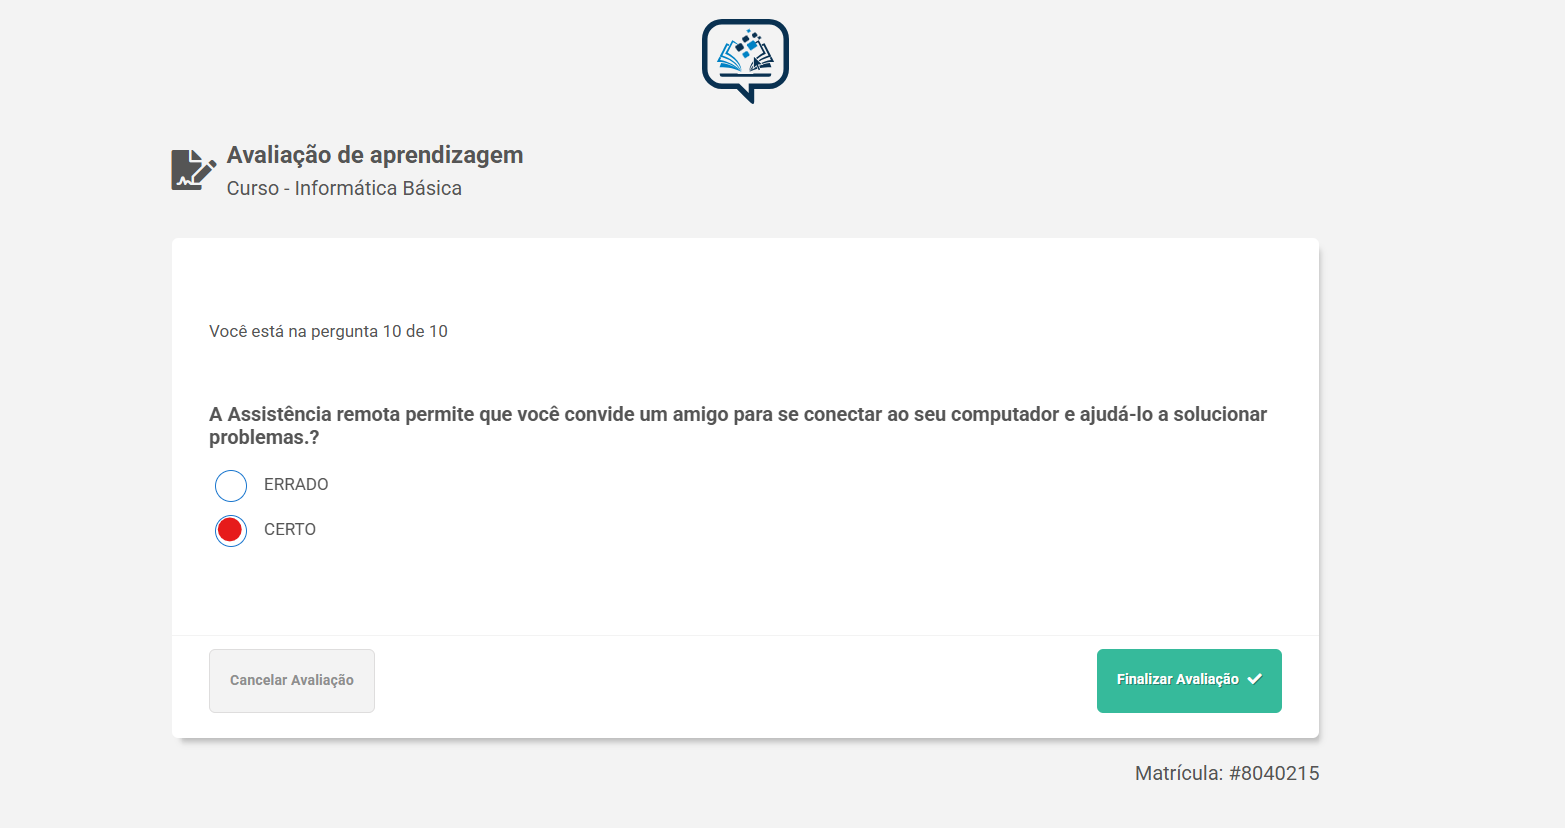 Avaliação de aprendizagem
Curso - Informática Básica
Você está na pergunta 10 de 10
A Assistência remota permite que você convide um amigo para se conectar ao seu computador e ajudá-lo a solucionar
problemas.?
ERRADO
CERTO
Cancelar Avaliação
Finalizar Avaliação
Matrícula: #8040215